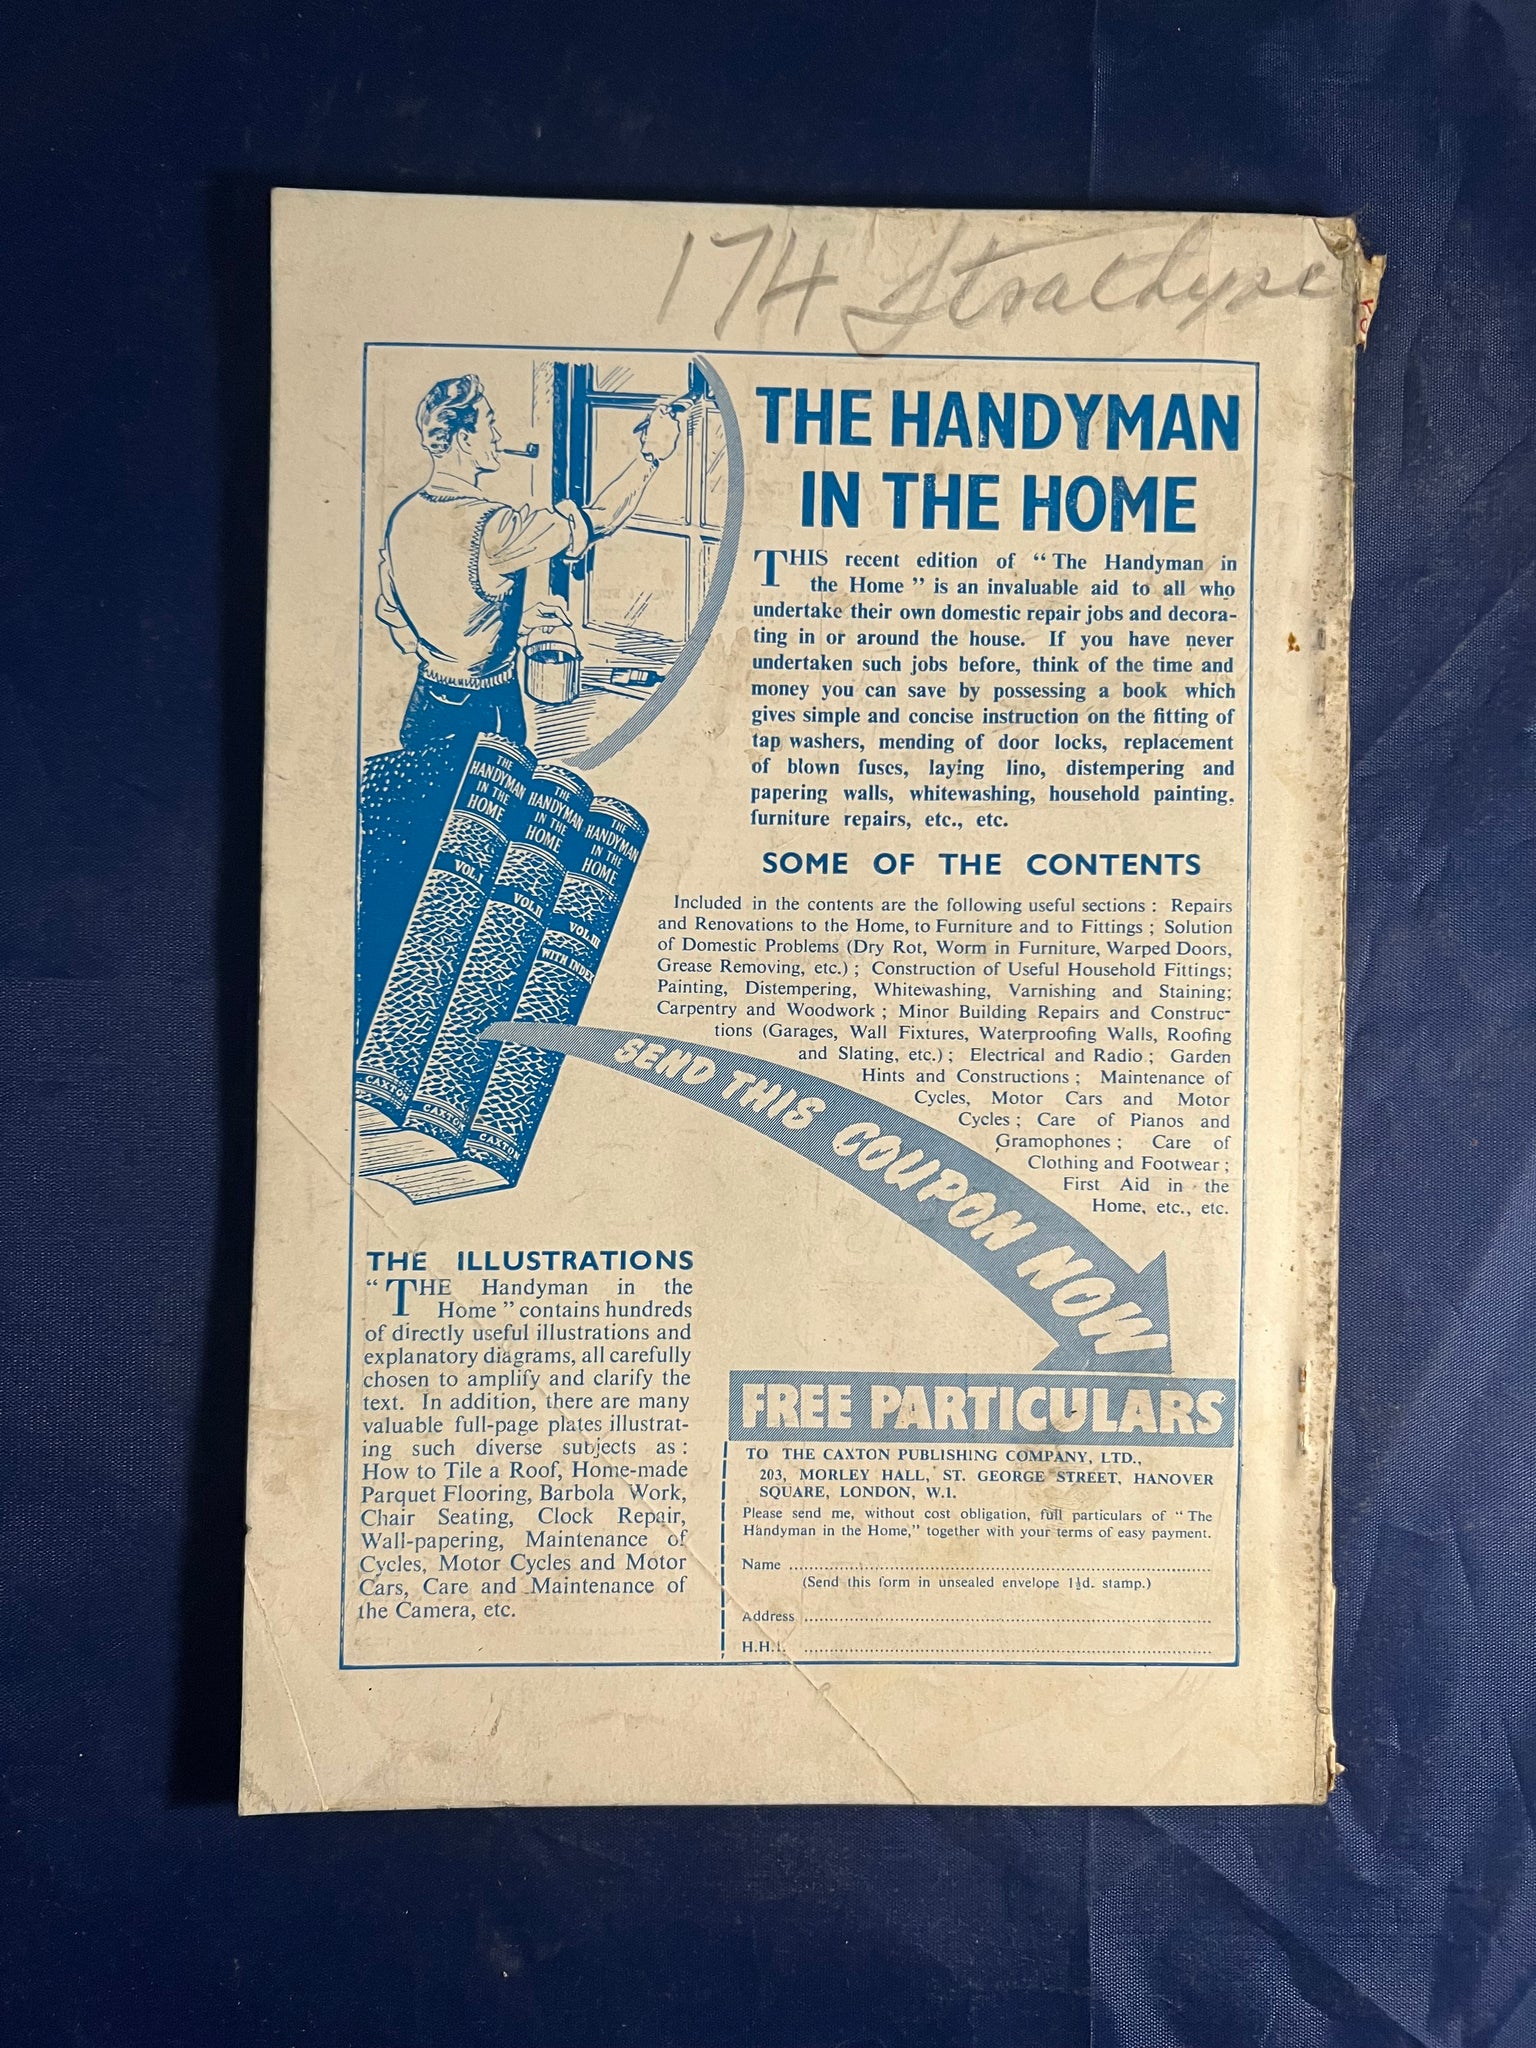 174 Strathyre
THE HANDYMAN
IN THE HOME
THIS recent edition of “ The Handyman in
the Home ” is an invaluable aid to all who
undertake their own domestic repair jobs and decora-
ting in or around the house. If you have never
undertaken such jobs before, think of the time and
money you can save by possessing a book which
gives simple and concise instruction on the fitting of
tap washers, mending of door locks, replacement
of blown fuses, laying lino, distempering and
papering walls, whitewashing, household painting,
furniture repairs, etc., etc.
THE
HANDYMAN
IN THE
HOME
VOL. I
CAXTON
THE
HANDYMAN
IN THE
HOME
VOL II
CAXTON
THE
HANDYMAN
IN THE
HOME
VOL. III
WITH INDEX
CAXTON
SOME OF THE CONTENTS
Included in the contents are the following useful sections : Repairs
and Renovations to the Home, to Furniture and to Fittings ; Solution
of Domestic Problems (Dry Rot, Worm in Furniture, Warped Doors,
Grease Removing, etc.) ; Construction of Useful Household Fittings;
Painting, Distempering, Whitewashing, Varnishing and Staining;
Carpentry and Woodwork ; Minor Building Repairs and Construc-
tions (Garages, Wall Fixtures, Waterproofing Walls, Roofing
and Slating, etc.) ; Electrical and Radio ; Garden
Hints and Constructions ; Maintenance of
Cycles, Motor Cars and Motor
Cycles ; Care of Pianos and
Gramophones ; Care of
Clothing and Footwear ;
First Aid in the
Home, etc., etc.
SEND THIS COUPON NOW
THE ILLUSTRATIONS
“ THE Handyman in the
Home ” contains hundreds
of directly useful illustrations and
explanatory diagrams, all carefully
chosen to amplify and clarify the
text. In addition, there are many
valuable full-page plates illustrat-
ing such diverse subjects as :
How to Tile a Roof, Home-made
Parquet Flooring, Barbola Work,
Chair Seating, Clock Repair,
Wall-papering, Maintenance of
Cycles, Motor Cycles and Motor
Cars, Care and Maintenance of
the Camera, etc.
FREE PARTICULARS
TO THE CAXTON PUBLISHING COMPANY, LTD.,
203, MORLEY HALL, ST. GEORGE STREET, HANOVER
SQUARE, LONDON, W.1.
Please send me, without cost obligation, full particulars of “ The
Handyman in the Home,” together with your terms of easy payment.
Name
(Send this form in unsealed envelope 1½d. stamp.)
Address
H.H.1.